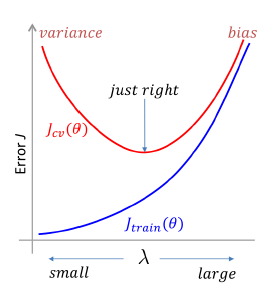 variance bias
just right
J_cv(θ)
Error J
J_train(θ)
λ
small large